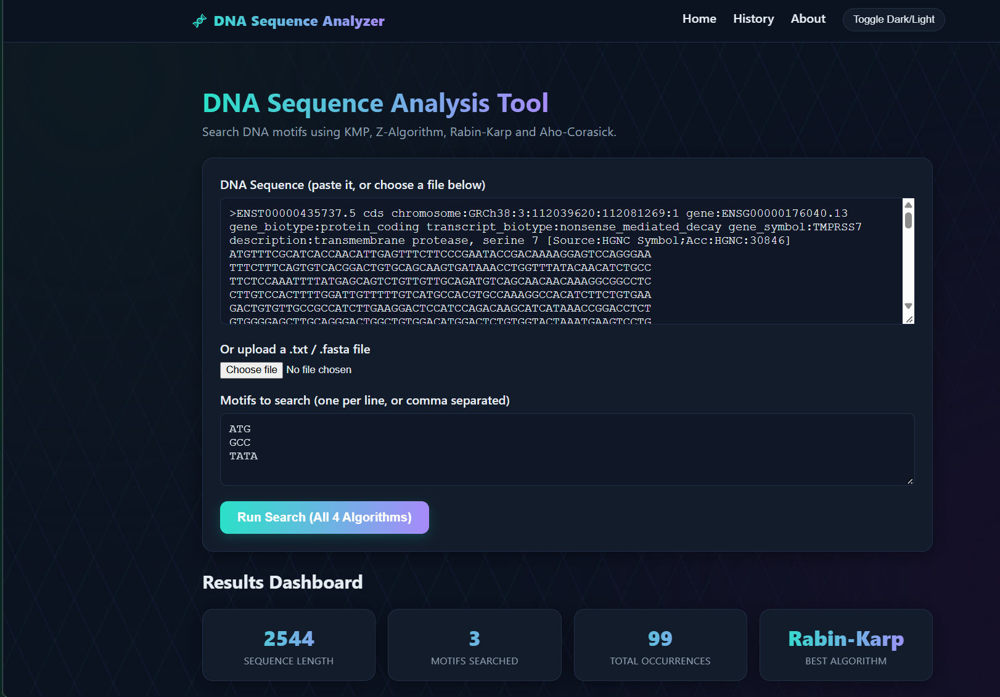 DNA Sequence Analyzer
Home
History
About
Toggle Dark/Light
DNA Sequence Analysis Tool
Search DNA motifs using KMP, Z-Algorithm, Rabin-Karp and Aho-Corasick.
DNA Sequence (paste it, or choose a file below)
>ENST00000435737.5 cds chromosome:GRCh38:3:112039620:112081269:1 gene:ENSG00000176040.13
gene_biotype:protein_coding transcript_biotype:nonsense_mediated_decay gene_symbol:TMPRSS7
description:transmembrane protease, serine 7 [Source:HGNC Symbol;Acc:HGNC:30846]
ATGTTTCGCATCACCAACATTGAGTTTCTTCCCGAATACCGACAAAAGGAGTCCAGGGAA
TTTCTTTCAGTGTCACGGACTGTGCAGCAAGTGATAAACCTGGTTTATACAACATCTGCC
TTCTCCAAATTTTATGAGCAGTCTGTTGTTGCAGATGTCAGCAACAACAAAGGCGGCCTC
CTTGTCCACTTTTGGATTGTTTTTGTCATGCCACGTGCCAAAGGCCACATCTTCTGTGAA
GACTGTGTTGCCGCCATCTTGAAGGACTCCATCCAGACAAGCATCATAAACCGGACCTCT
GTGGGGAGCTTGCAGGGACTGGCTGTGGACATGGACTCTGTGGTACTAAATGAAGTCCTG
Or upload a .txt / .fasta file
Choose file No file chosen
Motifs to search (one per line, or comma separated)
ATG
GCC
TATA
Run Search (All 4 Algorithms)
Results Dashboard
2544
SEQUENCE LENGTH
3
MOTIFS SEARCHED
99
TOTAL OCCURRENCES
Rabin-Karp
BEST ALGORITHM